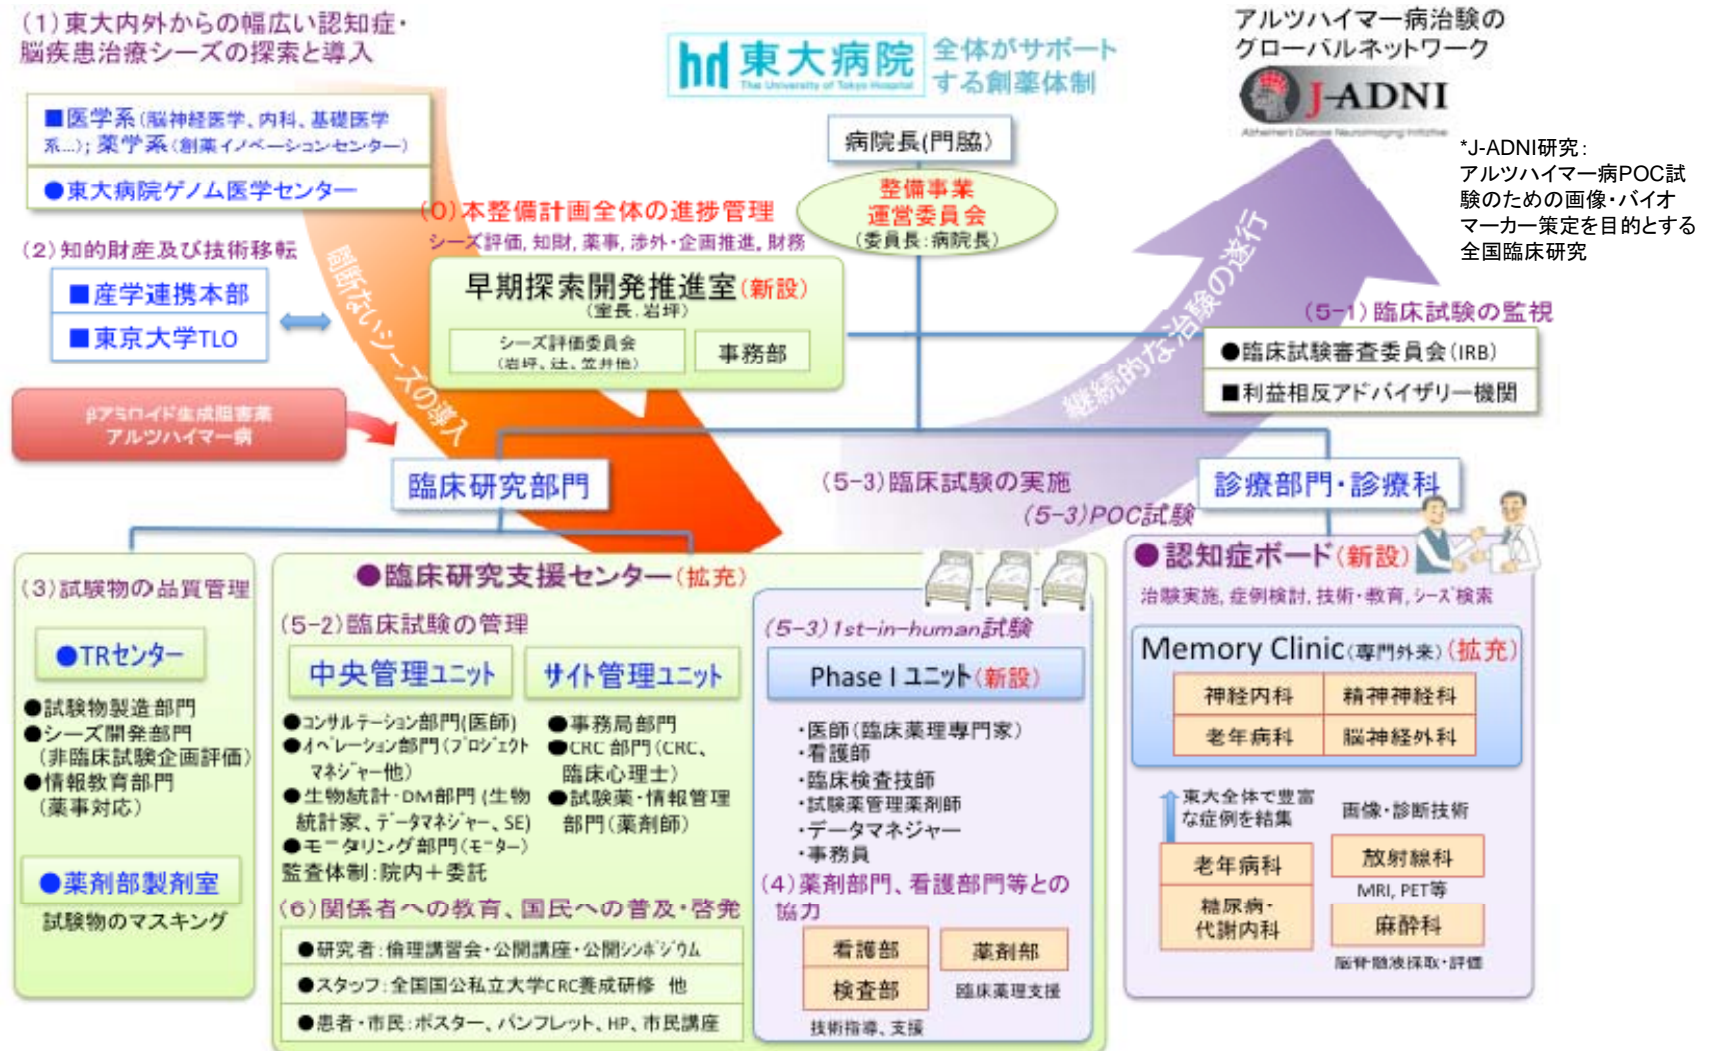 (1)東大内外からの幅広い認知症・
脳疾患治療シーズの探索と導入
■医学系(脳神経医学、内科、基礎医学
系...); 薬学系(創薬イノベーションセンター)
●東大病院ゲノム医学センター
(2)知的財産及び技術移転
■産学連携本部
■東京大学TLO
βアミロイド生成阻害薬
アルツハイマー病
間断ないシーズの導入
hd 東大病院
The University of Tokyo Hospital
全体がサポート
する創薬体制
病院長(門脇)
整備事業
運営委員会
(委員長:病院長)
(0)本整備計画全体の進捗管理
シーズ評価, 知財, 薬事, 渉外・企画推進, 財務
早期探索開発推進室(新設)
(室長. 岩坪)
シーズ評価委員会
(岩坪、辻、笠井他)
事務部
アルツハイマー病治験の
グローバルネットワーク
J-ADNI
Alzheimer's Disease Neuroimaging Initiative
*J-ADNI研究:
アルツハイマー病POC試
験のための画像・バイオ
マーカー策定を目的とする
全国臨床研究
継続的な治験の遂行
(5-1)臨床試験の監視
●臨床試験審査委員会(IRB)
■利益相反アドバイザリー機関
臨床研究部門
(5-3)臨床試験の実施
(5-3)POC試験
診療部門・診療科
(3)試験物の品質管理
●TRセンター
●試験物製造部門
●シーズ開発部門
(非臨床試験企画評価)
●情報教育部門
(薬事対応)
●薬剤部製剤室
試験物のマスキング
●臨床研究支援センター(拡充)
(5-2)臨床試験の管理
中央管理ユニット
●コンサルテーション部門(医師)
●オペレーション部門(プロジェクト
マネジャー他)
●生物統計・DM部門(生物
統計家、データマネジャー、SE)
●モニタリング部門(モニター)
監査体制:院内+委託
サイト管理ユニット
●事務局部門
●CRC 部門(CRC、
臨床心理士)
●試験薬・情報管理
部門(薬剤師)
(6)関係者への教育、国民への普及・啓発
●研究者:倫理講習会・公開講座・公開シンポジウム
●スタッフ:全国国公私立大学CRC養成研修 他
●患者・市民:ポスター、パンフレット、HP、市民講座
(5-3)1st-in-human試験
Phase I ユニット(新設)
・医師(臨床薬理専門家)
・看護師
・臨床検査技師
・試験薬管理薬剤師
・データマネジャー
・事務員
(4)薬剤部門、看護部門等との
協力
看護部
検査部
技術指導、支援
薬剤部
臨床薬理支援
●認知症ボード(新設)
治験実施, 症例検討, 技術・教育, シーズ検索
Memory Clinic(専門外来)(拡充)
神経内科
精神神経科
老年病科
脳神経外科
東大全体で豊富
な症例を結集
老年病科
糖尿病・
代謝内科
画像・診断技術
放射線科
MRI, PET等
麻酔科
脳脊髄液採取・評価